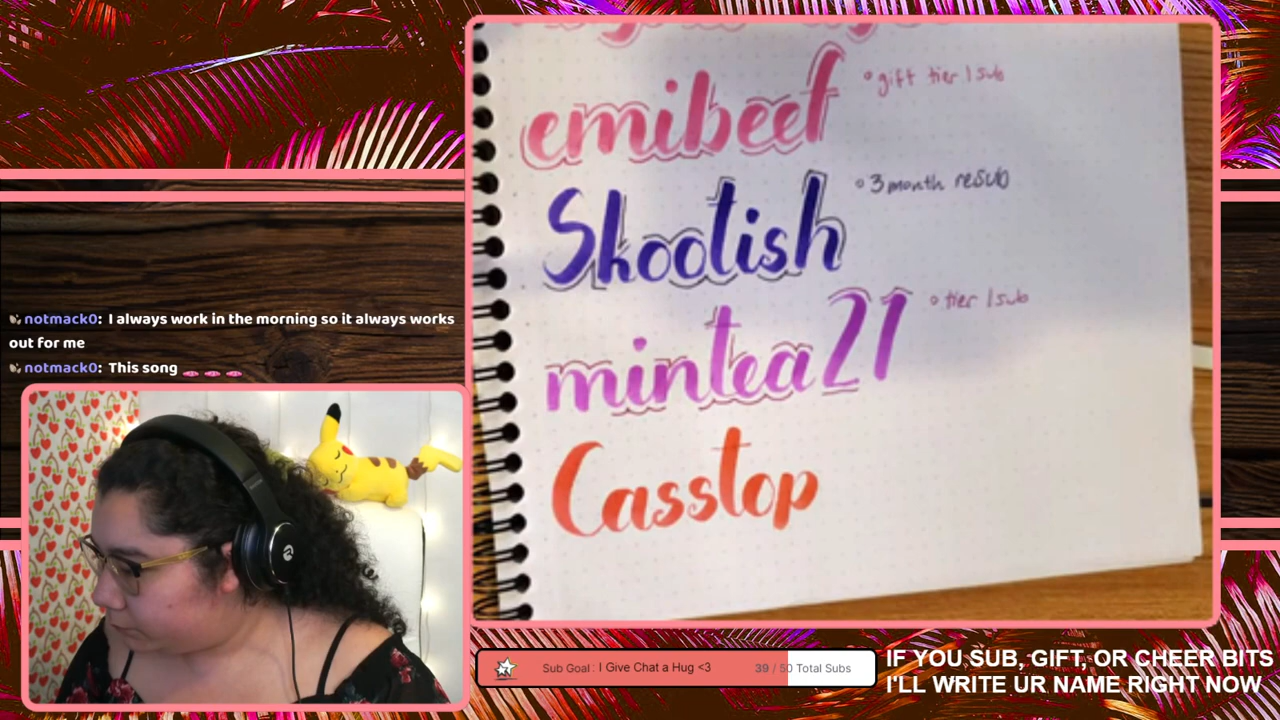 emibeef
° gift tier 1 sub
Skootish
° 3 month resub
mintea21
° tier 1 sub
Casstop
notmack0: I always work in the morning so it always works
out for me
notmack0: This song
Sub Goal : I Give Chat a Hug <3 39 / 50 Total Subs
IF YOU SUB, GIFT, OR CHEER BITS
I'LL WRITE UR NAME RIGHT NOW